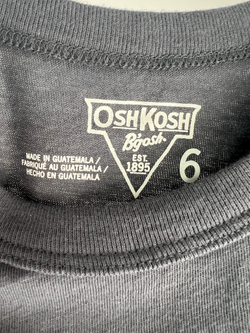 OSHKOSH
B'gosh.
EST.
1895
6
MADE IN GUATEMALA /
FABRIQUÉ AU GUATEMALA /
HECHO EN GUATEMALA